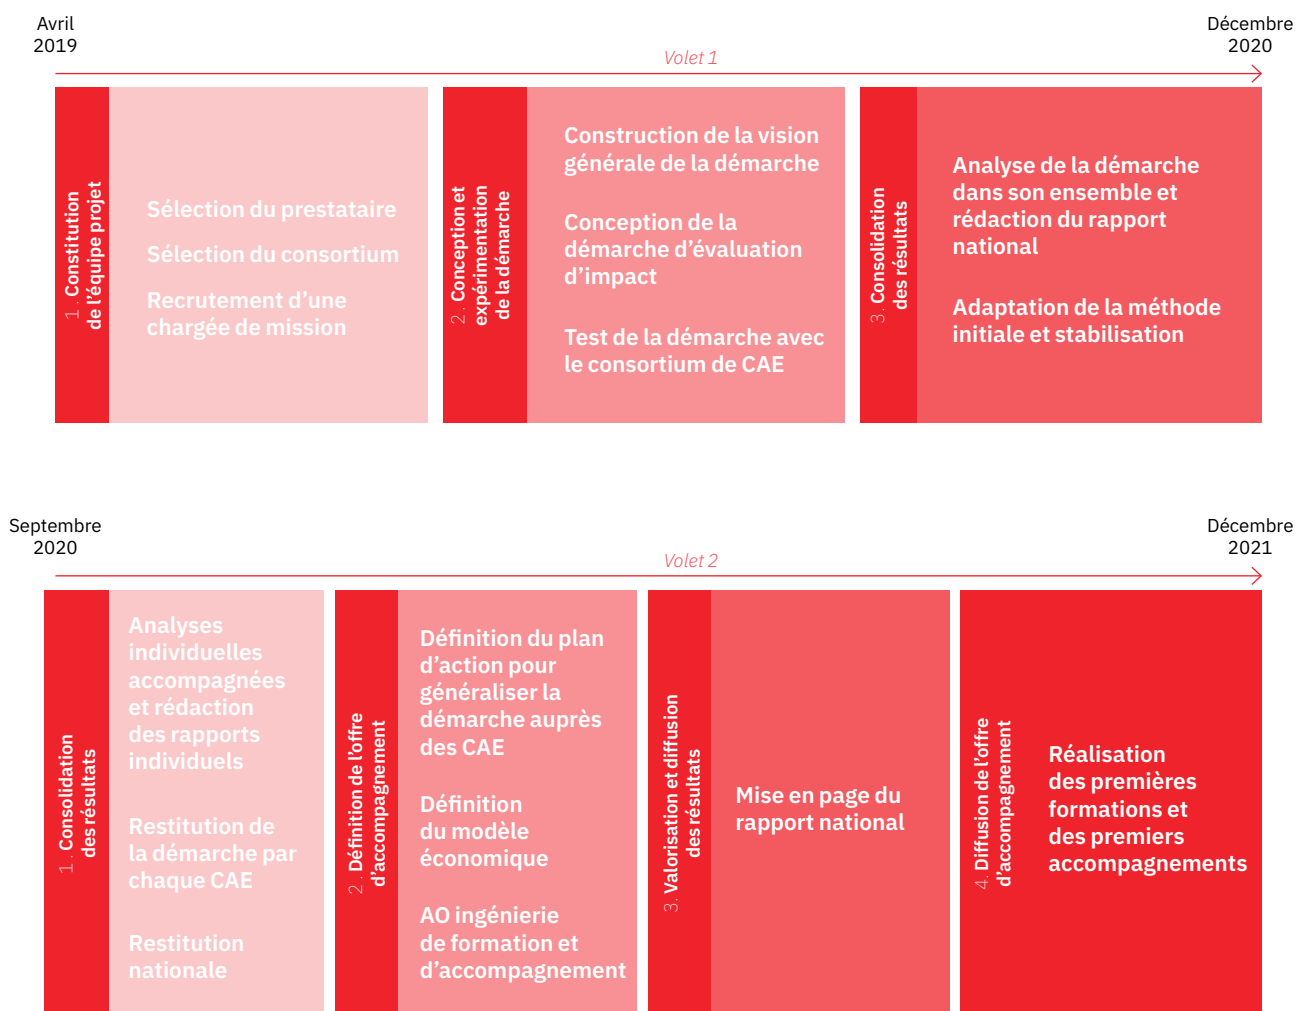 Avril
2019
Décembre
2020
Volet 1
1. Constitution
de l'équipe projet
Sélection du prestataire
Sélection du consortium
Recrutement d'une
chargée de mission
2. Conception et
expérimentation
de la démarche
Construction de la vision
générale de la démarche
Conception de la
démarche d'évaluation
d'impact
Test de la démarche avec
le consortium de CAE
3. Consolidation
des résultats
Analyse de la démarche
dans son ensemble et
rédaction du rapport
national
Adaptation de la méthode
initiale et stabilisation
Septembre
2020
Décembre
2021
Volet 2
1. Consolidation
des résultats
Analyses
individuelles
accompagnées
et rédaction
des rapports
individuels
Restitution de
la démarche par
chaque CAE
Restitution
nationale
2. Définition de l'offre
d'accompagnement
Définition du plan
d'action pour
généraliser la
démarche auprès
des CAE
Définition
du modèle
économique
AO ingénierie
de formation et
d'accompagnement
3. Valorisation et diffusion
des résultats
Mise en page du
rapport national
4. Diffusion de l'offre
d'accompagnement
Réalisation
des premières
formations et
des premiers
accompagnements